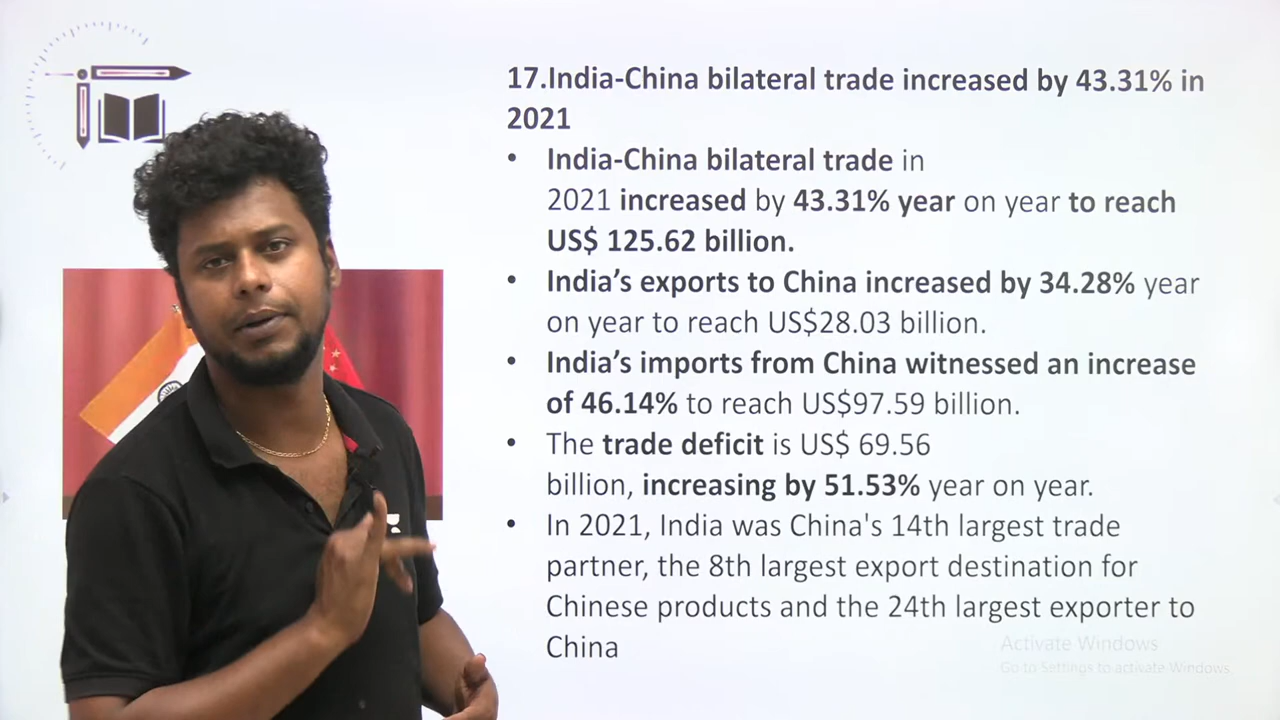 17.India-China bilateral trade increased by 43.31% in
2021
• India-China bilateral trade in
2021 increased by 43.31% year on year to reach
US$ 125.62 billion.
• India’s exports to China increased by 34.28% year
on year to reach US$28.03 billion.
• India’s imports from China witnessed an increase
of 46.14% to reach US$97.59 billion.
• The trade deficit is US$ 69.56
billion, increasing by 51.53% year on year.
• In 2021, India was China's 14th largest trade
partner, the 8th largest export destination for
Chinese products and the 24th largest exporter to
China
Activate Windows
Go to Settings to activate Windows.